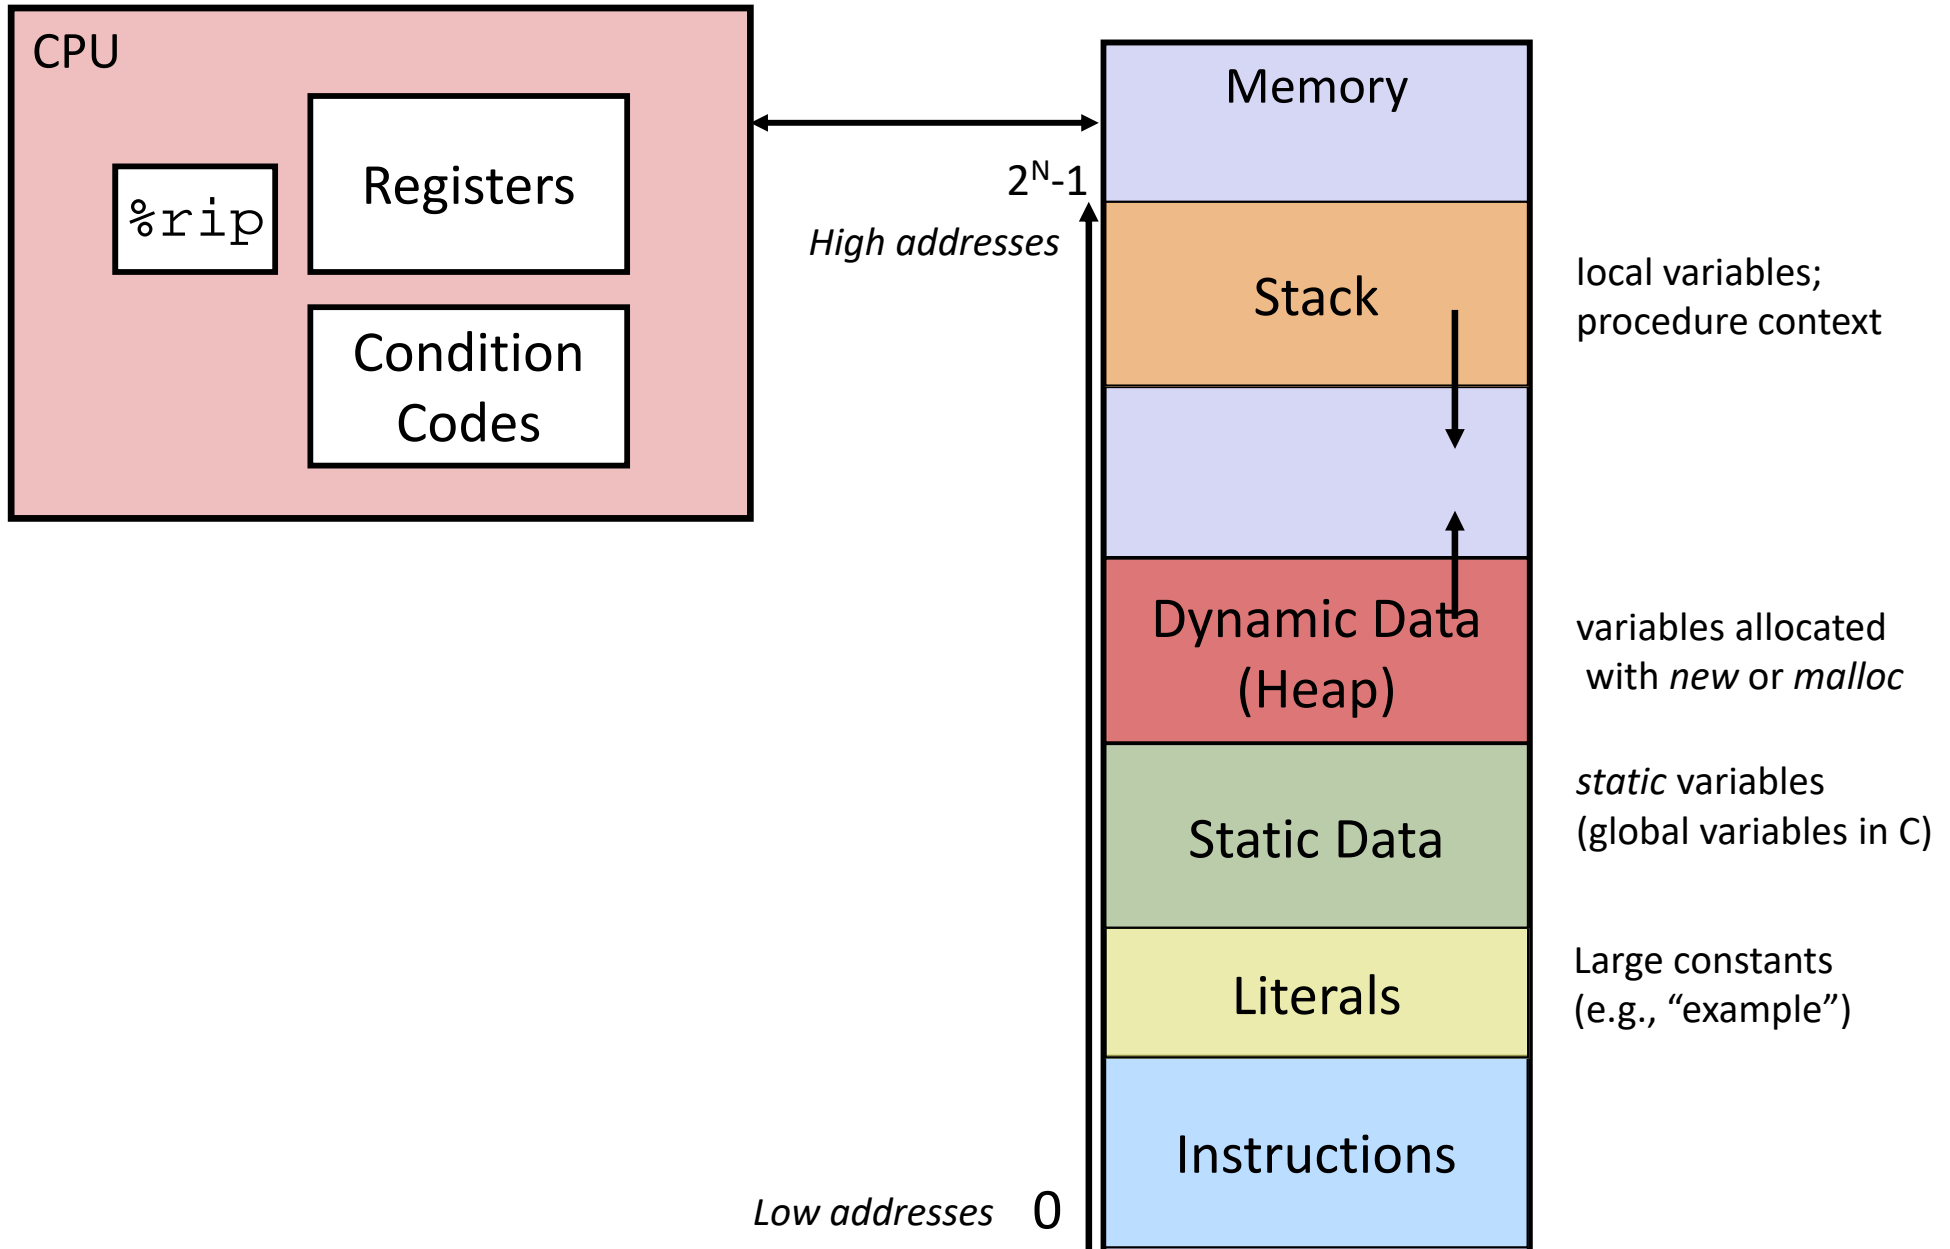 CPU
%rip
Registers
Condition
Codes
Memory
2^N-1
High addresses
Stack
local variables;
procedure context
Dynamic Data
(Heap)
variables allocated
with new or malloc
Static Data
static variables
(global variables in C)
Literals
Large constants
(e.g., “example”)
Instructions
Low addresses 0